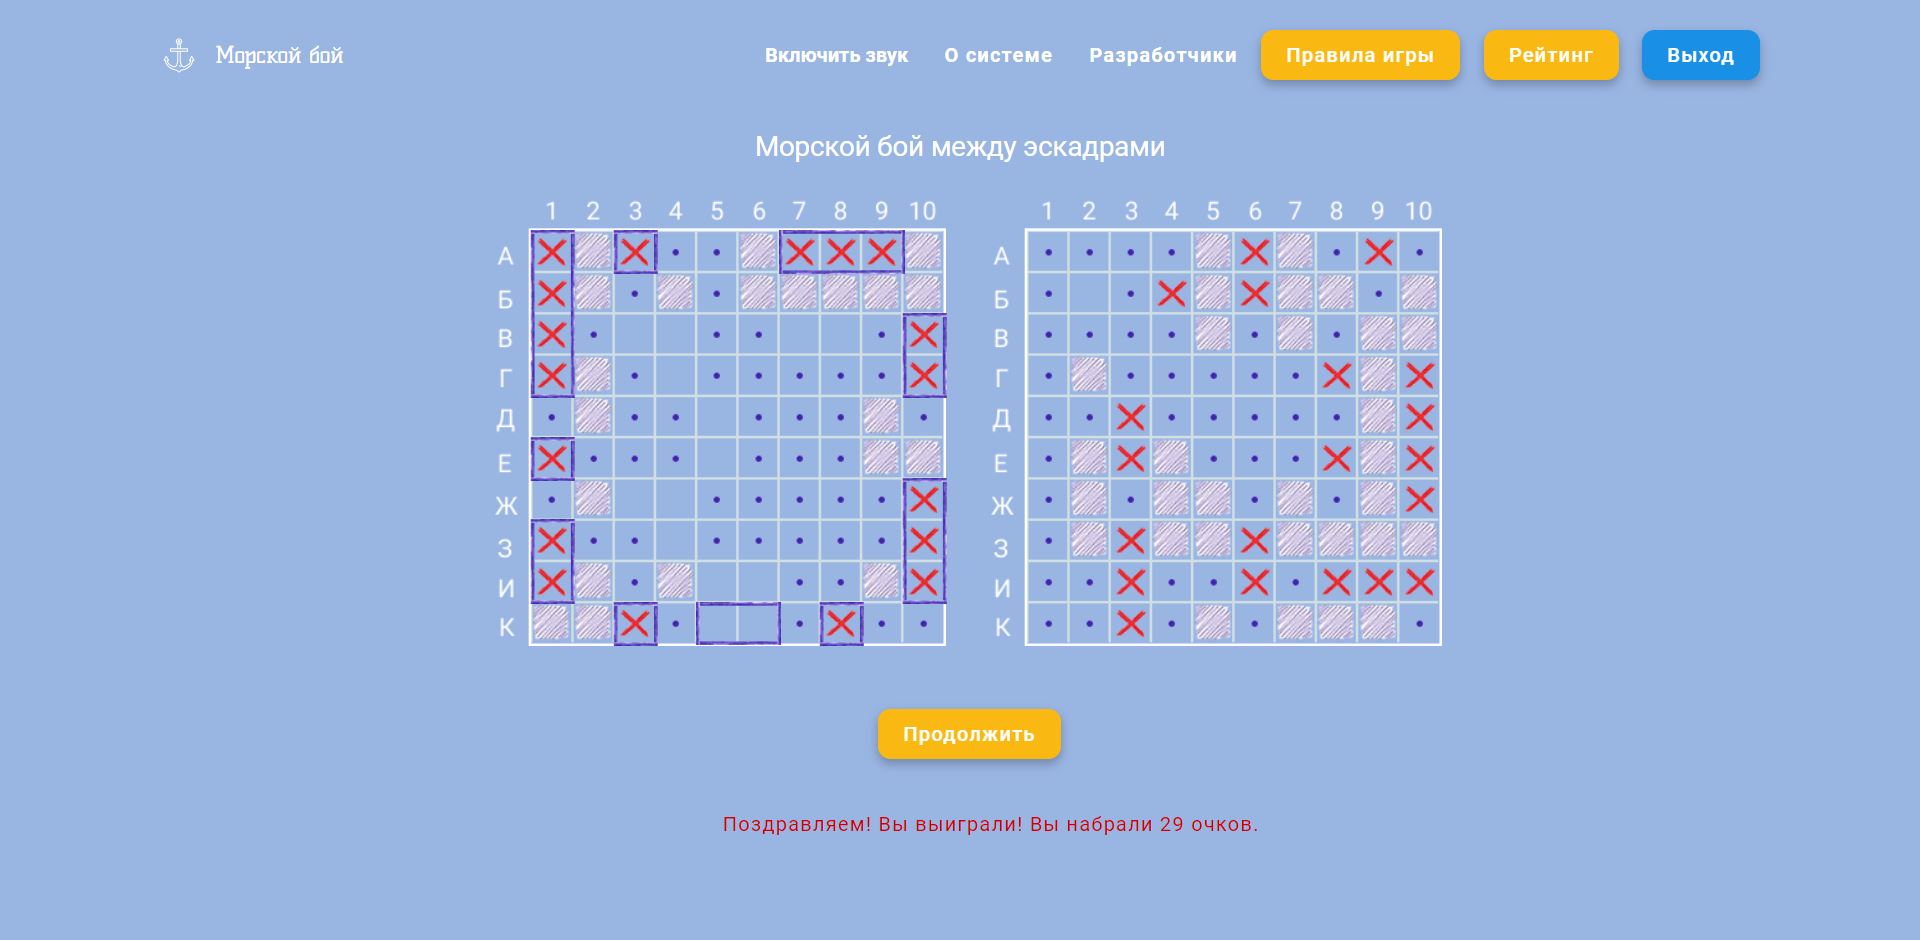 Морской бой
Включить звук О системе Разработчики Правила игры Рейтинг Выход
Морской бой между эскадрами
1 2 3 4 5 6 7 8 9 10
А
Б
В
Г
Д
Е
Ж
З
И
К
1 2 3 4 5 6 7 8 9 10
А
Б
В
Г
Д
Е
Ж
З
И
К
Продолжить
Поздравляем! Вы выиграли! Вы набрали 29 очков.